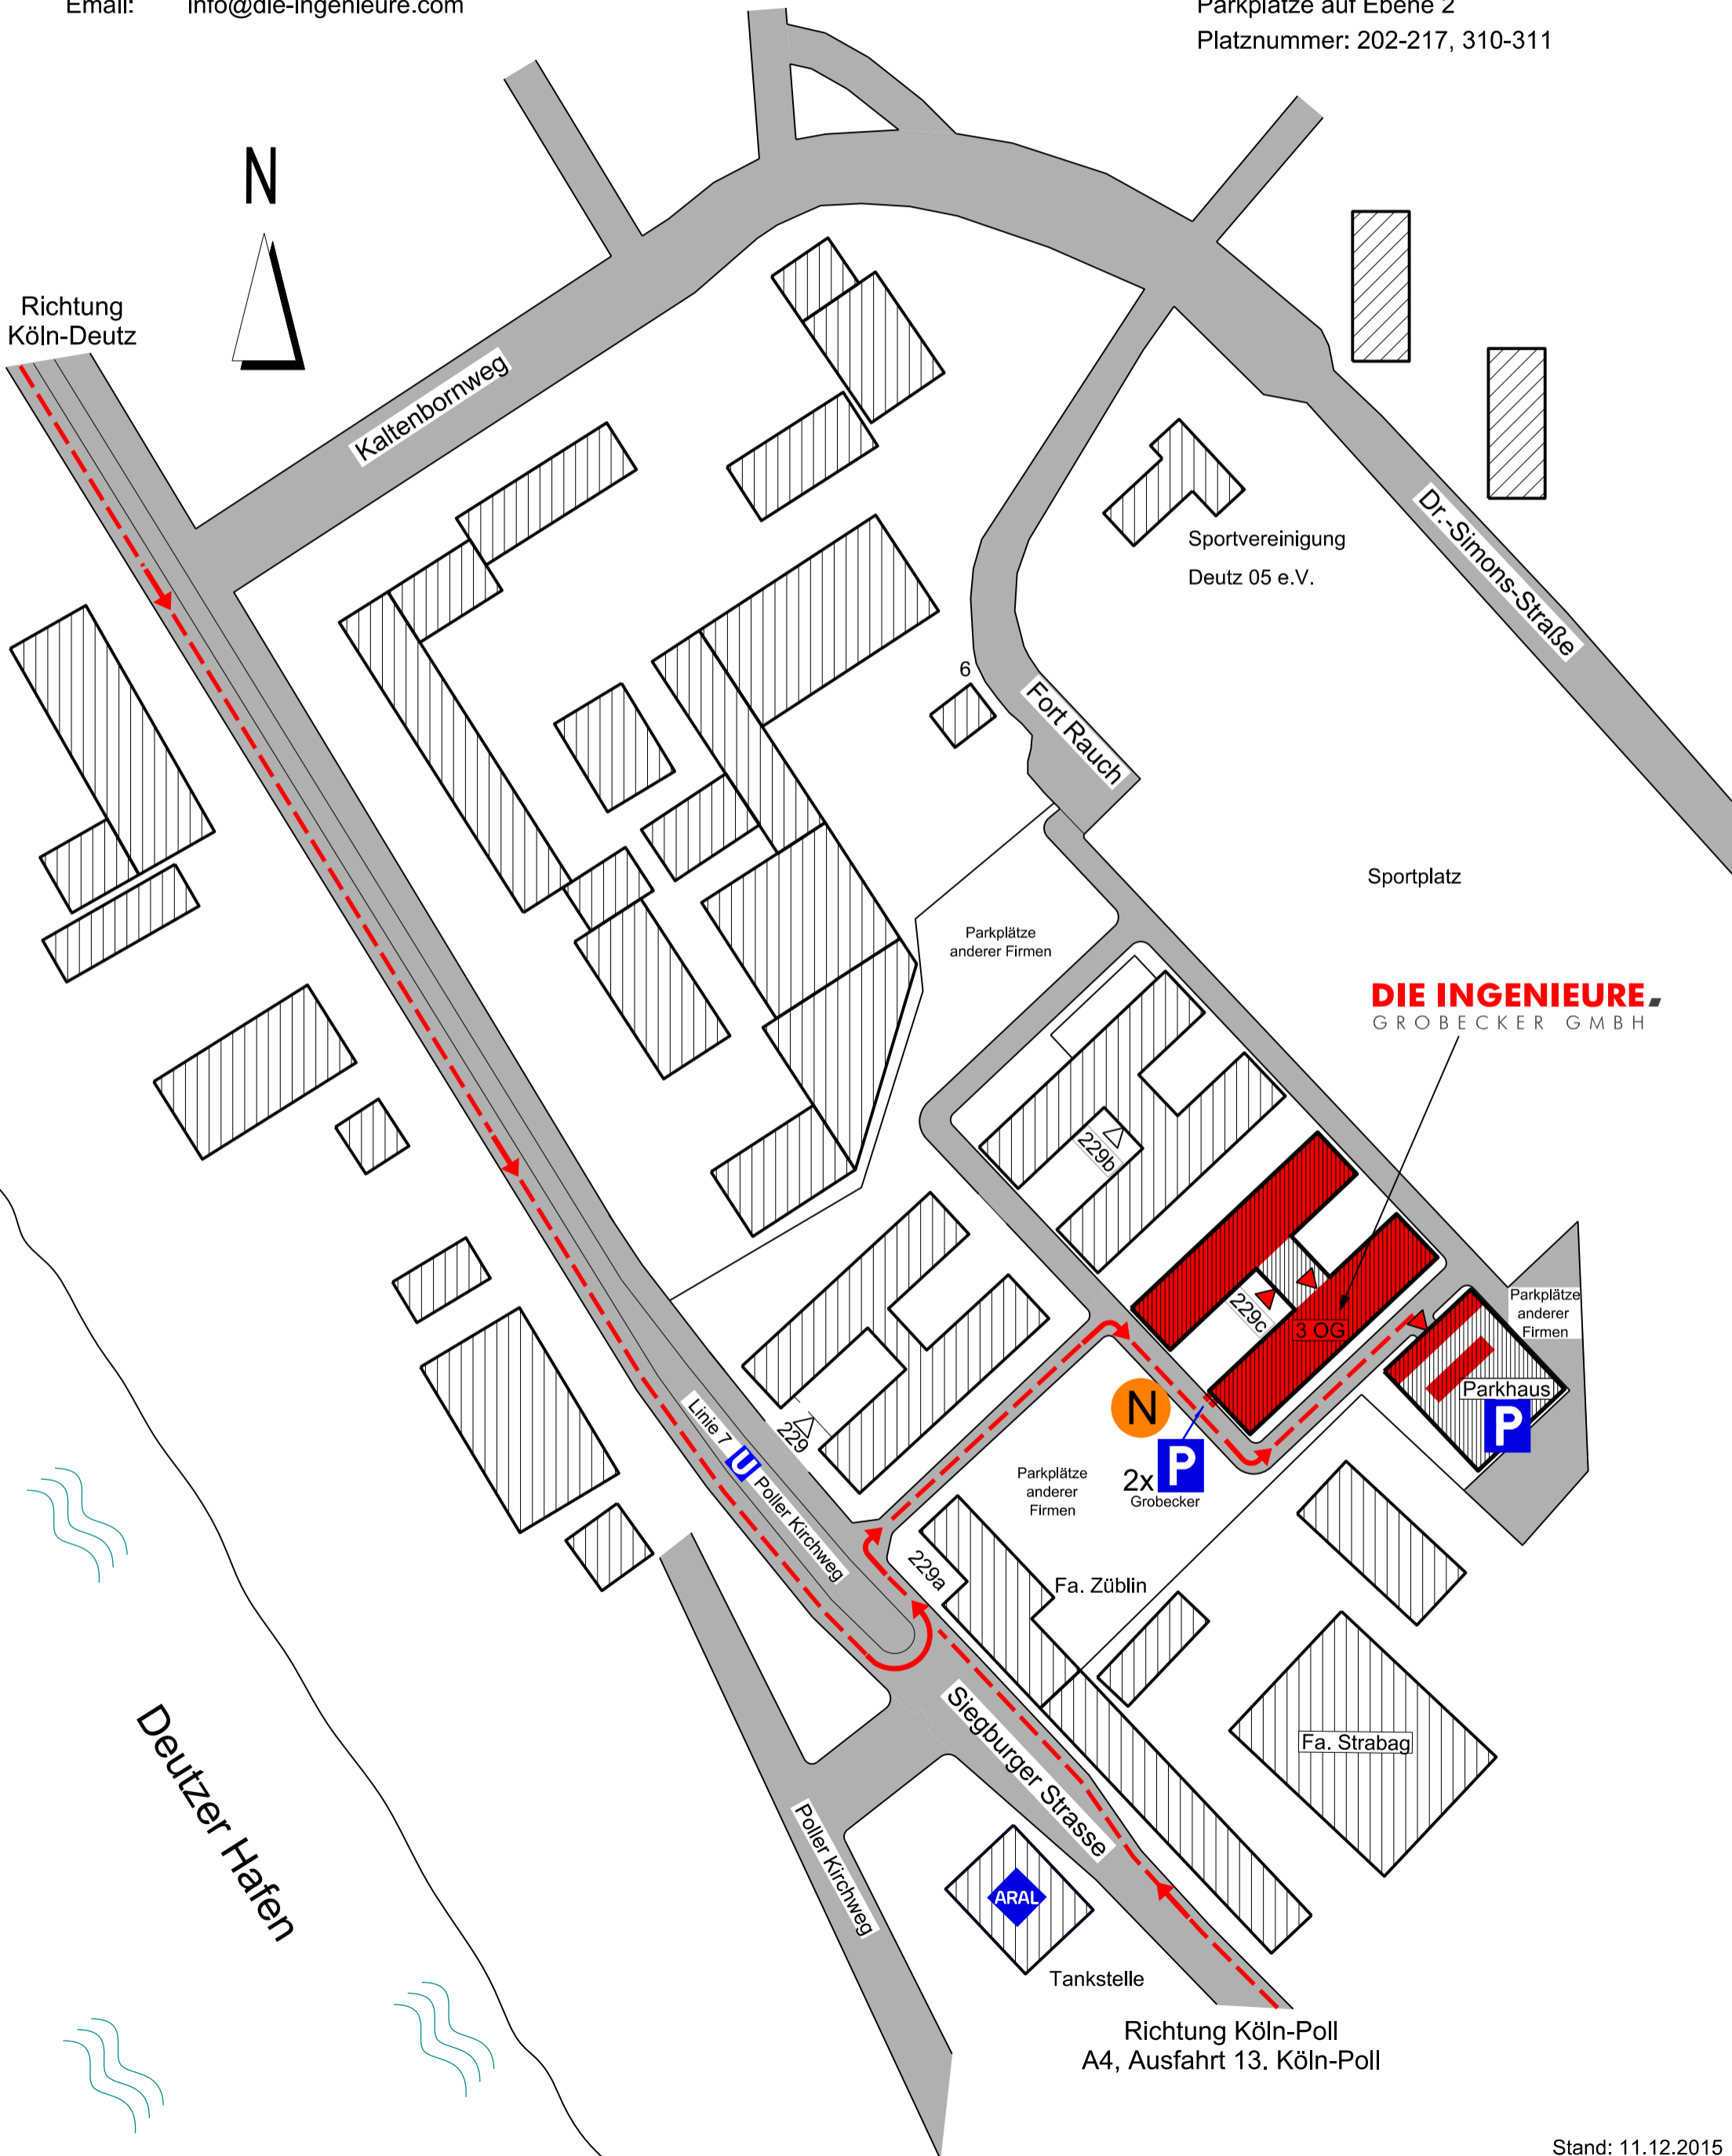 Email: info@die-ingenieure.com
Parkplätze auf Ebene 2
Platznummer: 202-217, 310-311
N
Richtung
Köln-Deutz
Kaltenbornweg
Sportvereinigung
Deutz 05 e.V.
Dr.-Simons-Straße
6
Fort Rauch
Sportplatz
Parkplätze
anderer Firmen
DIE INGENIEURE
GROBECKER GMBH
229b
229c
3 OG
Parkplätze
anderer
Firmen
Parkhaus
P
N
2x P
Grobecker
Parkplätze
anderer
Firmen
229
Linie 7 U Poller Kirchweg
229a
Fa. Züblin
Siegburger Strasse
Fa. Strabag
Deutzer Hafen
Poller Kirchweg
ARAL
Tankstelle
Richtung Köln-Poll
A4, Ausfahrt 13. Köln-Poll
Stand: 11.12.2015